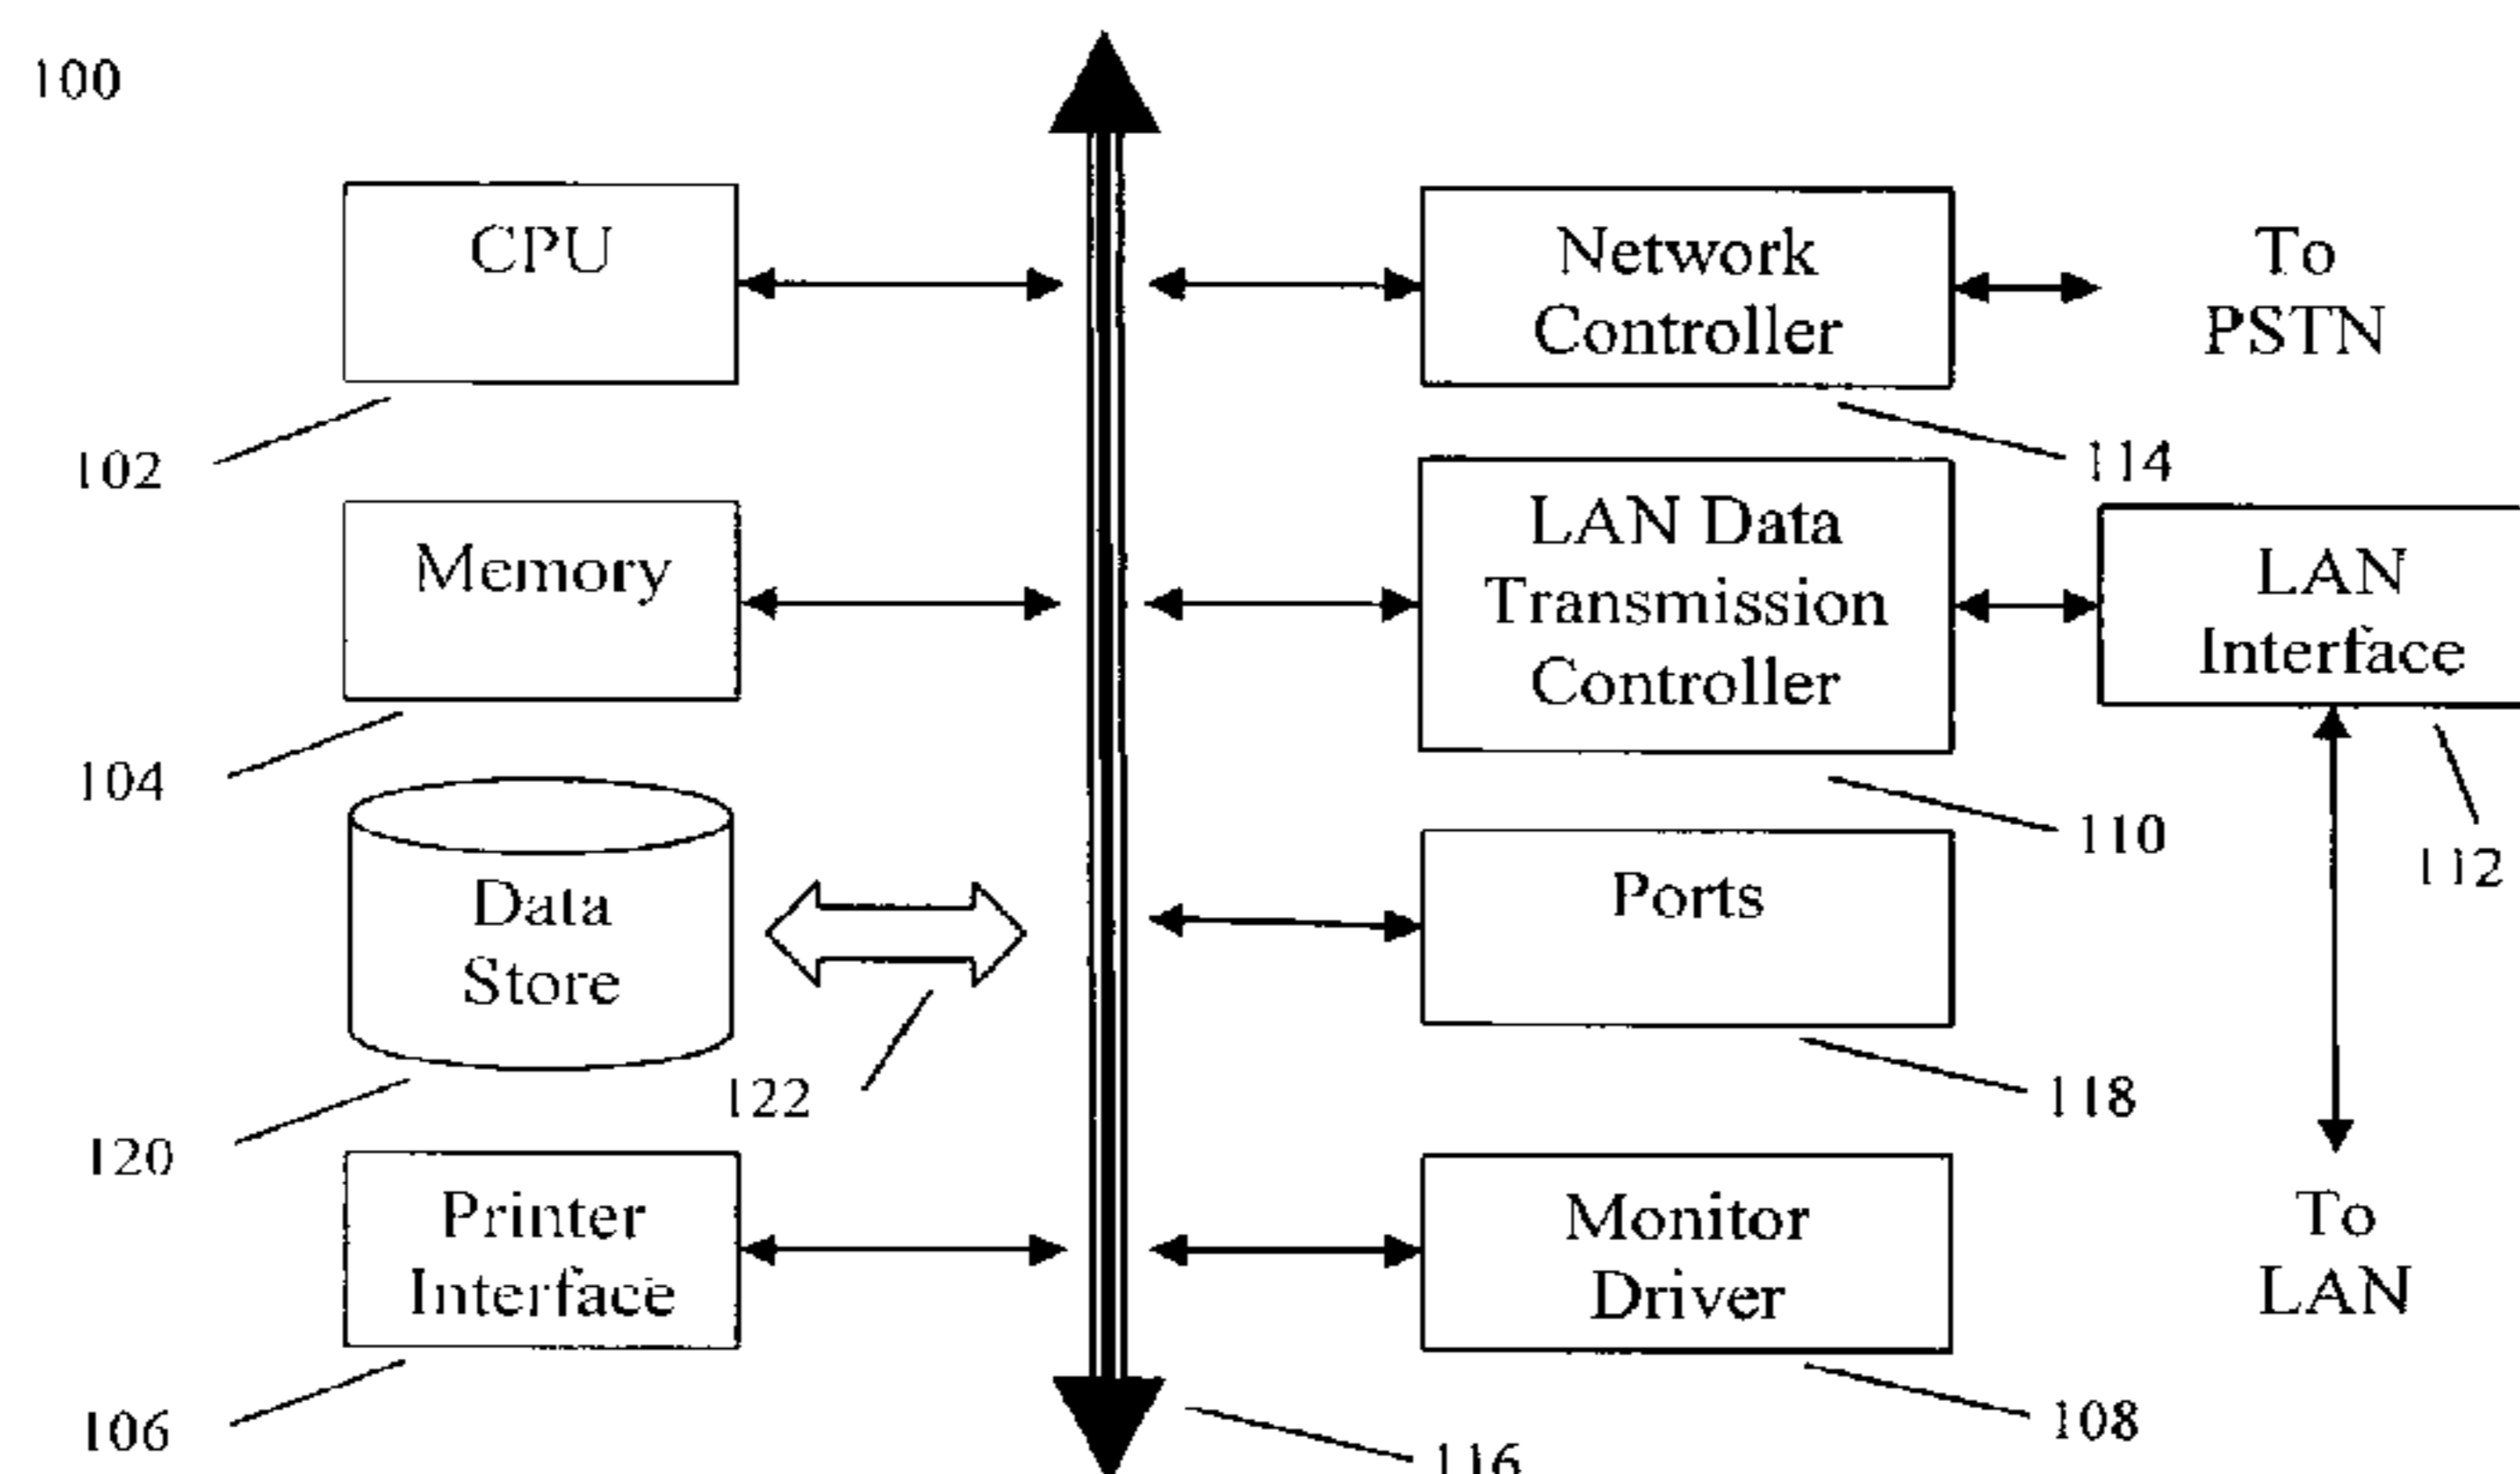 100
CPU
Network
Controller
To
PSTN
102
114
Memory
LAN Data
Transmission
Controller
LAN
Interface
104
110
112
Data
Store
Ports
122
118
120
Printer
Interface
Monitor
Driver
To
LAN
106
108
116